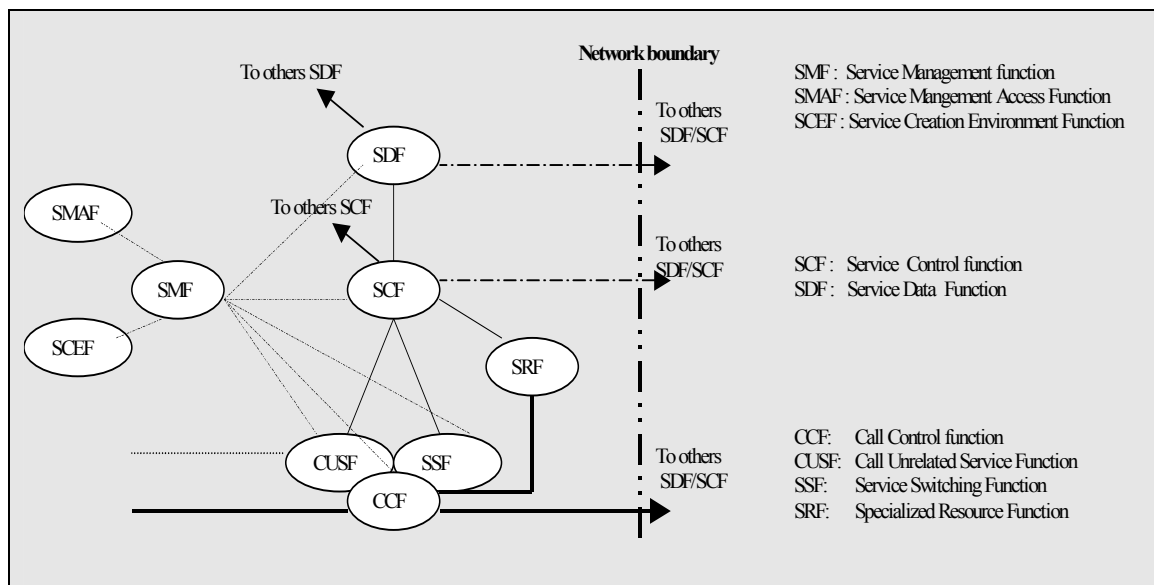 Network boundary
To others SDF
To others
SDF/SCF
SDF
SMAF
To others SCF
To others
SDF/SCF
SMF
SCF
SCEF
SRF
CUSF
SSF
CCF
To others
SDF/SCF
SMF : Service Management function
SMAF : Service Mangement Access Function
SCEF : Service Creation Environment Function
SCF : Service Control function
SDF : Service Data Function
CCF: Call Control function
CUSF: Call Unrelated Service Function
SSF: Service Switching Function
SRF: Specialized Resource Function